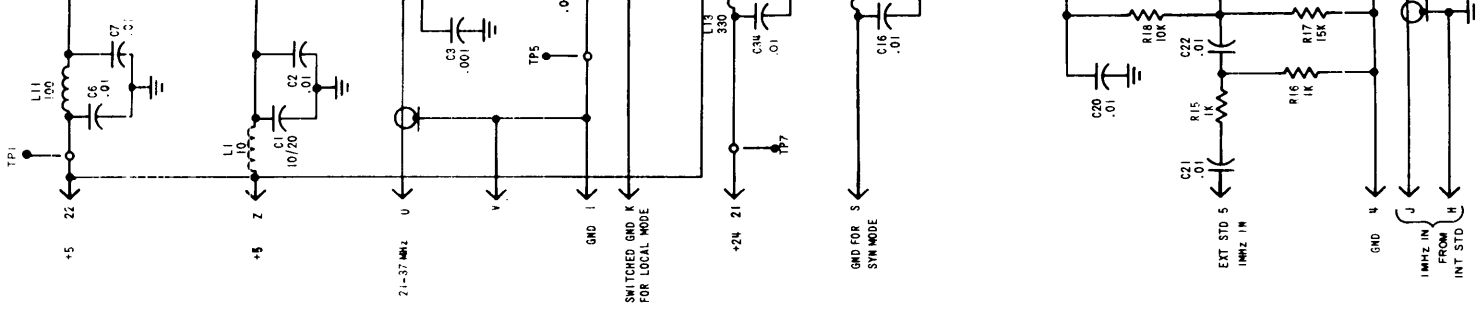 C7
.01
L11
100
C6
.01
TP1
22
+5
C2
.01
L1
10
C1
10/20
Z
+5
C3
.001
U
21-37 MHz
V
TP5
GND 1
SWITCHED GND K
FOR LOCAL MODE
L13
330
C34
.01
TP7
+24 21
C16
.01
GND FOR S
SYN MODE
R18
10K
C22
.01
R17
15K
C20
.01
R15
1K
R16
1K
C21
.01
EXT STD 5
1MHz IN
GND 4
J
H
1MHz IN
FROM
INT STD